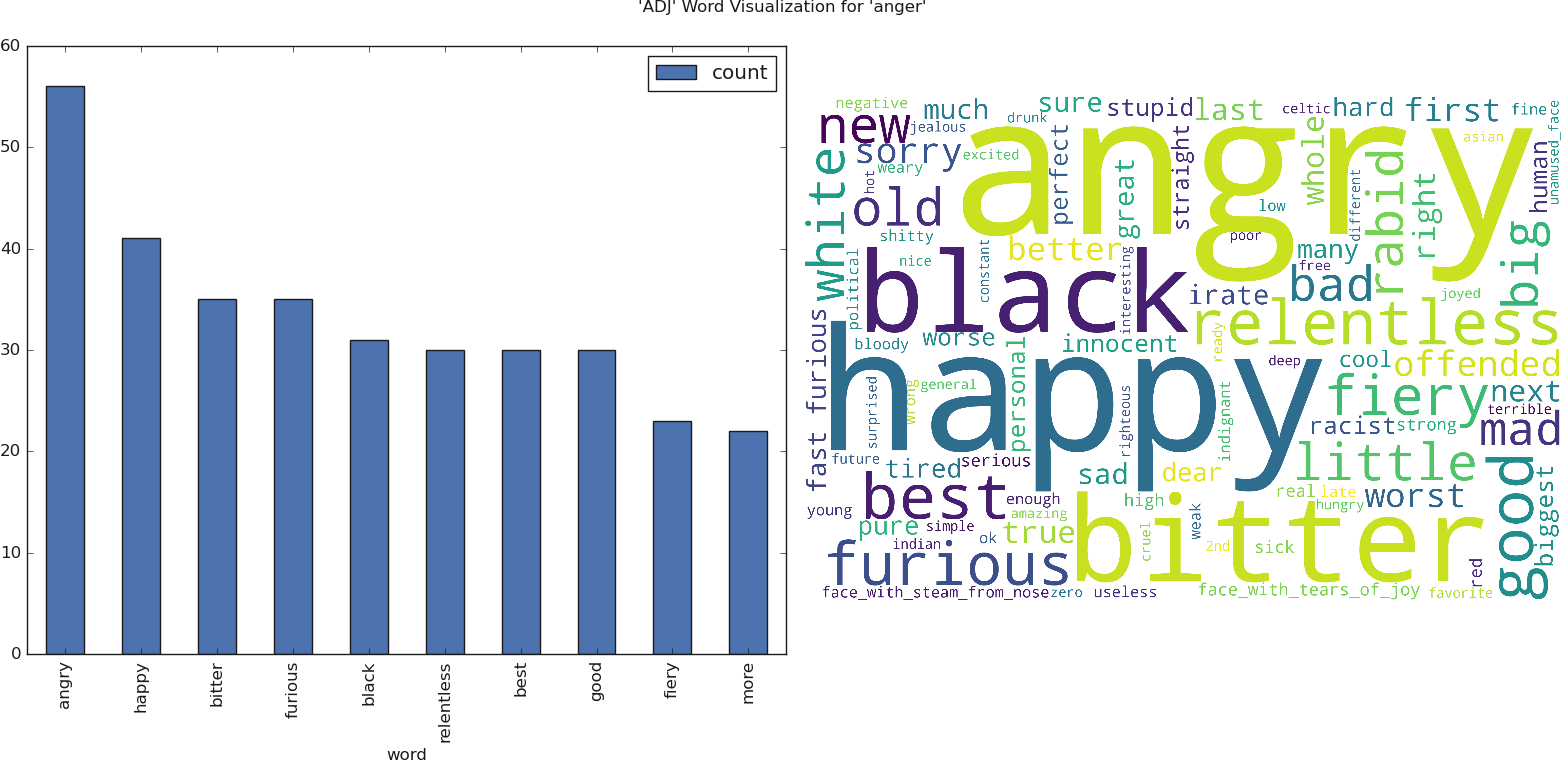 'ADJ' Word Visualization for 'anger'
60
50
40
30
20
10
0
count
angry
happy
bitter
furious
black
relentless
best
good
fiery
more
word
negative
much
drunk
sure
stupid
last
celtic
hard
first
fine
new
jealous
angry
asian
unamused_face
sorry
excited
perfect
straight
whole
human
white
hot
weary
old
great
low
different
rabid
right
big
shitty
better
poor
many
political
nice
constant
black
interesting
irate
free
bad
joyed
relentless
fast furious
bloody
worse
innocent
ready
happy
deep
cool
offended
surprised
wrong
general
personal
righteous
indignant
fiery
next
terrible
racist
strong
mad
future
tired
serious
sad
dear
little
good
biggest
young
best
enough
amazing
high
real
late
hungry
worst
pure
simple
true
weak
2nd
bitter
indian
ok
cruel
sick
furious
red
face_with_steam_from_nose
zero
useless
face_with_tears_of_joy
favorite